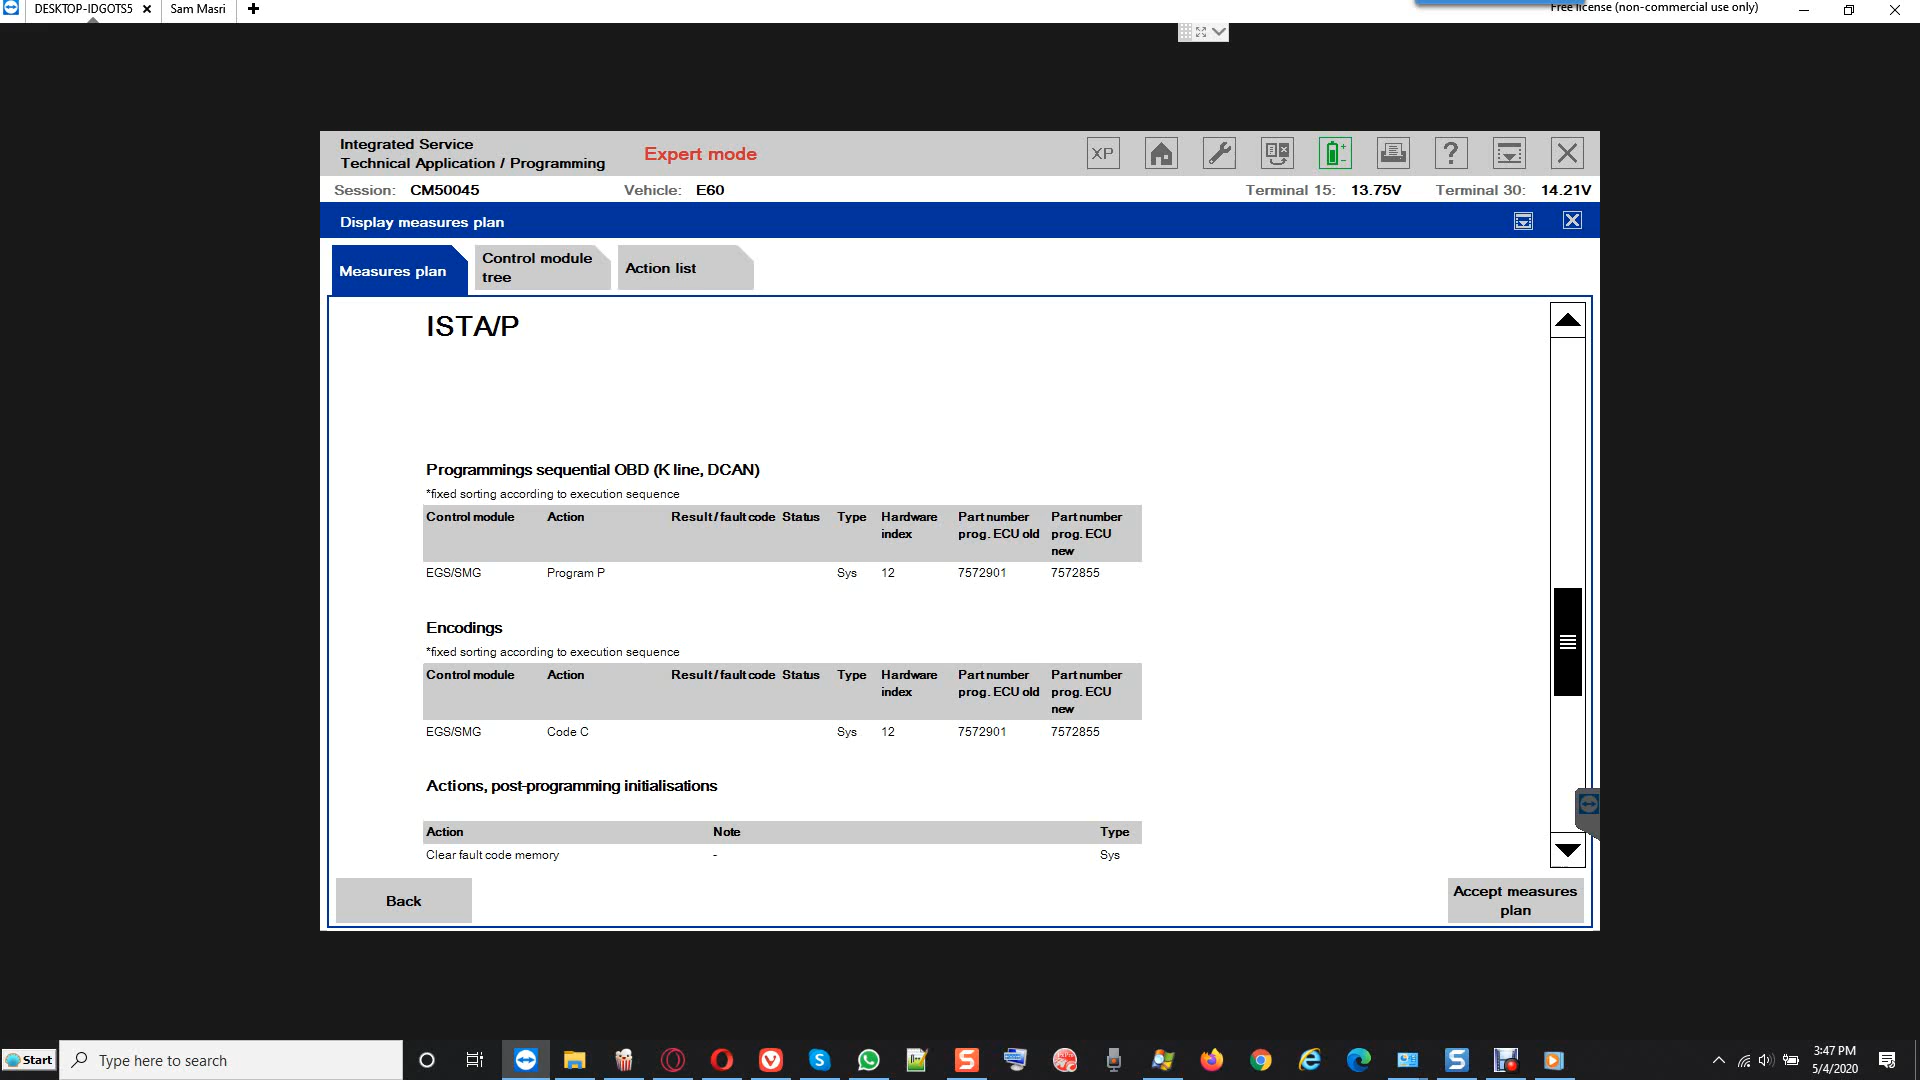 DESKTOP-IDGOTS5 × Sam Masri + Free license (non-commercial use only)
Integrated Service
Technical Application / Programming
Expert mode
XP
?
Session: CM50045 Vehicle: E60 Terminal 15: 13.75V Terminal 30: 14.21V
Display measures plan
Measures plan
Control module
tree
Action list
ISTA/P
Programmings sequential OBD (K line, DCAN)
*fixed sorting according to execution sequence
Control module Action Result / fault code Status Type Hardware index Part number prog. ECU old Part number prog. ECU new
EGS/SMG Program P Sys 12 7572901 7572855
Encodings
*fixed sorting according to execution sequence
Control module Action Result / fault code Status Type Hardware index Part number prog. ECU old Part number prog. ECU new
EGS/SMG Code C Sys 12 7572901 7572855
Actions, post-programming initialisations
Action Note Type
Clear fault code memory - Sys
Back
Accept measures
plan
Start Type here to search
3:47 PM
5/4/2020